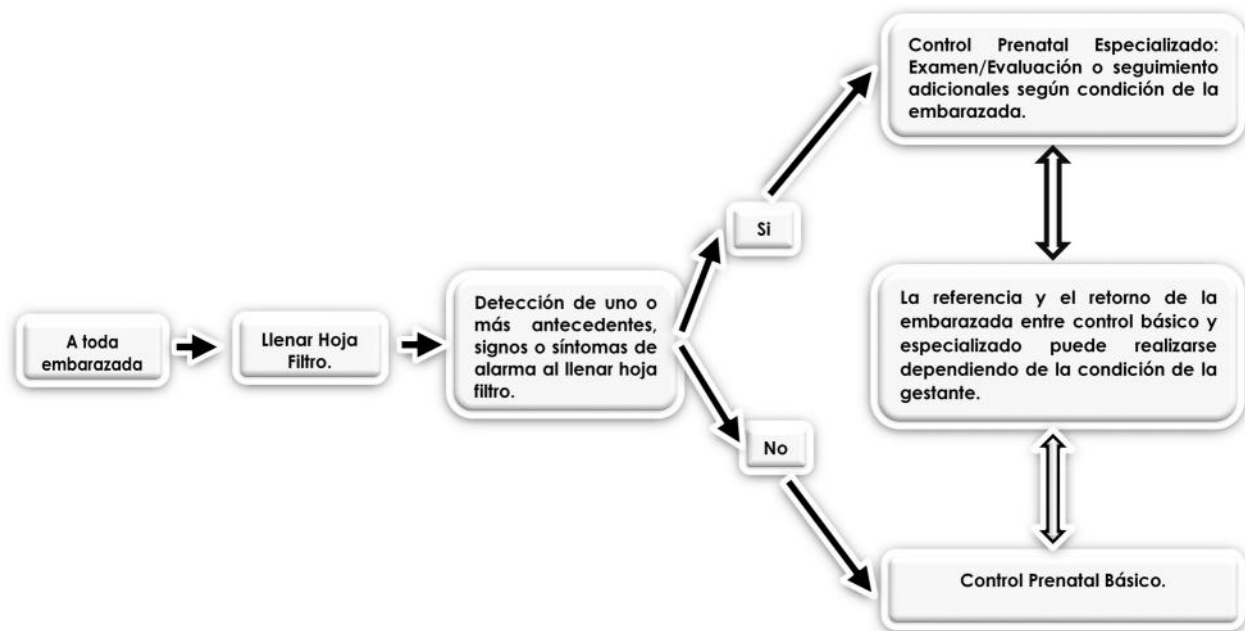 A toda
embarazada
Llenar Hoja
Filtro.
Detección de uno o
más antecedentes,
signos o síntomas de
alarma al llenar hoja
filtro.
Si
No
Control Prenatal Especializado:
Examen/Evaluación o seguimiento
adicionales según condición de la
embarazada.
La referencia y el retorno de la
embarazada entre control básico y
especializado puede realizarse
dependiendo de la condición de la
gestante.
Control Prenatal Básico.